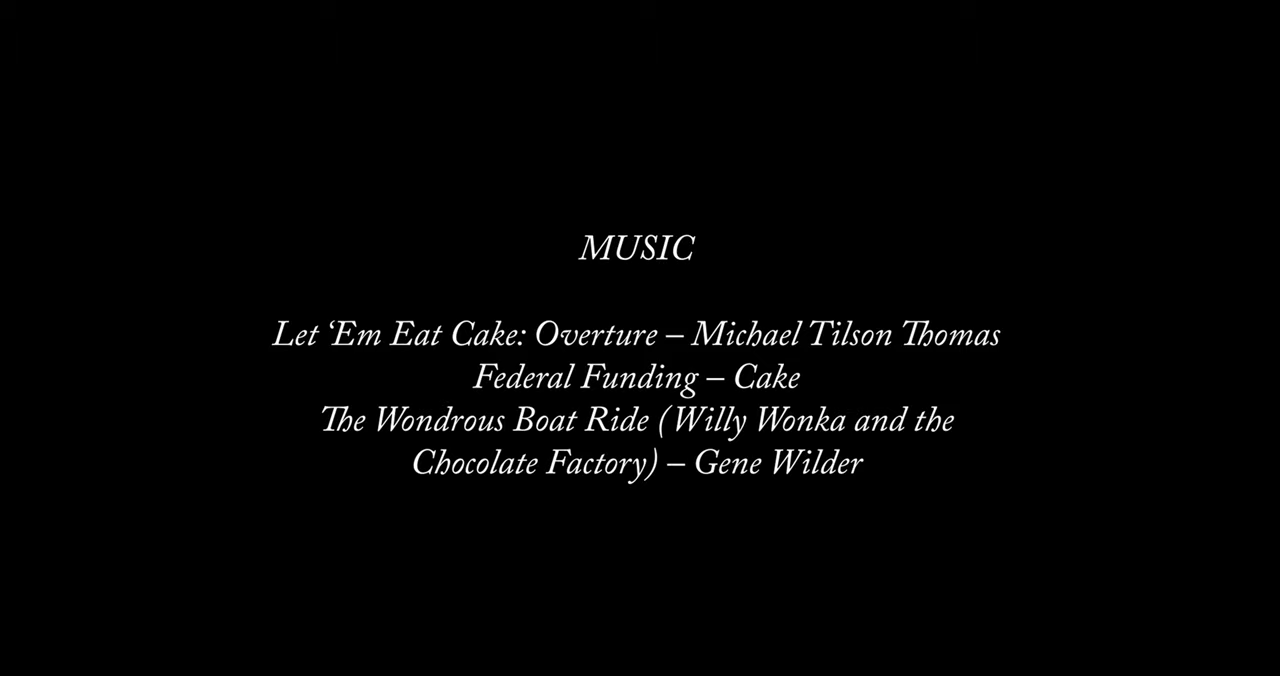 MUSIC
Let ‘Em Eat Cake: Overture – Michael Tilson Thomas
Federal Funding – Cake
The Wondrous Boat Ride (Willy Wonka and the
Chocolate Factory) – Gene Wilder